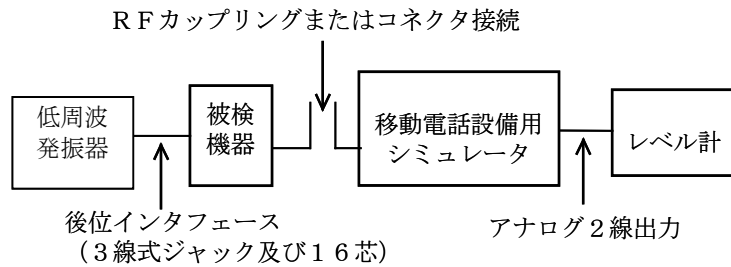 ＲＦカップリングまたはコネクタ接続
低周波
発振器
被検
機器
移動電話設備用
シミュレータ
レベル計
後位インタフェース
（３線式ジャック及び１６芯）
アナログ２線出力